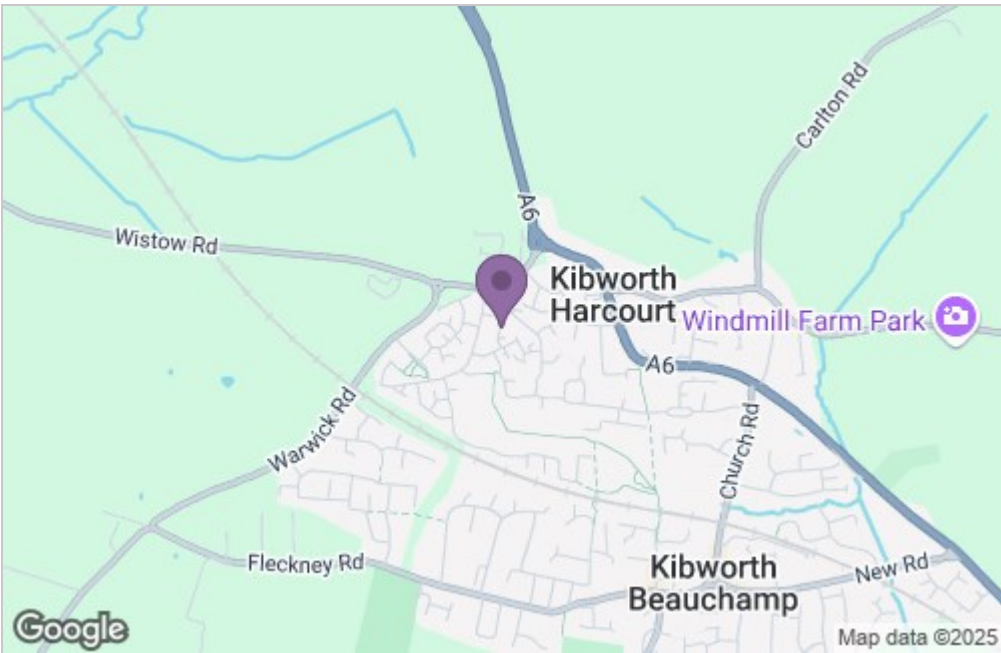 Carlton Rd
A6
Wistow Rd
Kibworth
Harcourt
Windmill Farm Park
A6
Warwick Rd
Church Rd
Fleckney Rd
Kibworth
Beauchamp
New Rd
Google
Map data ©2025